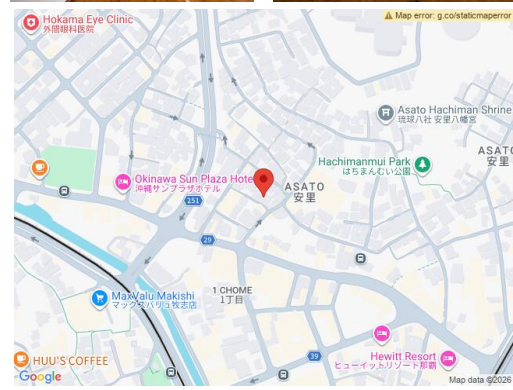 Hokama Eye Clinic
外間眼科医院
Map error: g.co/staticmaperror
Asato Hachiman Shrine
琉球八社 安里八幡宮
ASATO
安里
Hachimanmui Park
はちまんむい公園
Okinawa Sun Plaza Hotel
沖縄サンプラザホテル
ASATO
安里
251
29
1 CHOME
1丁目
MaxValu Makishi
マックスバリュ牧志店
39
HUU'S COFFEE
Hewitt Resort
ヒューイットリゾート那覇
Google
Map data ©2026